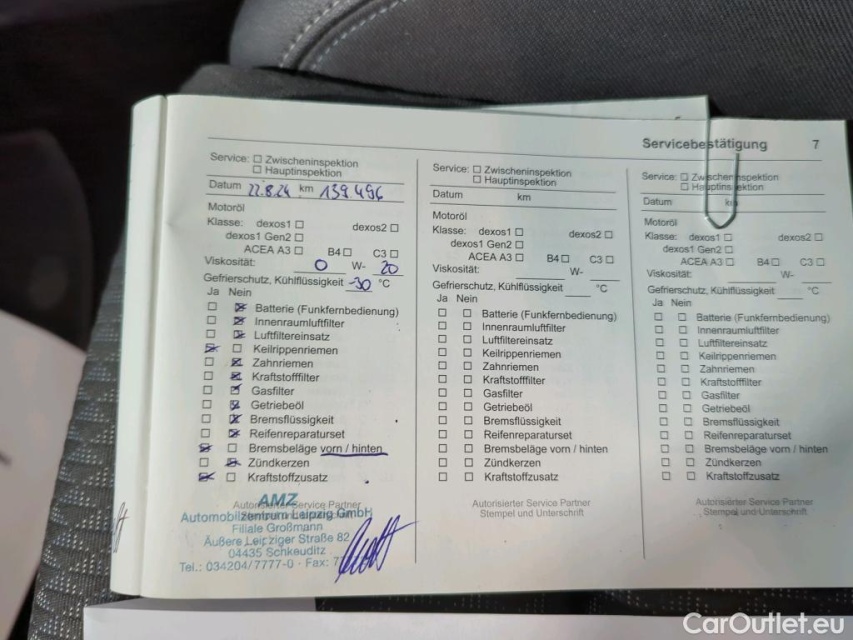 Servicebestätigung 7
Service: ☐ Zwischeninspektion
☐ Hauptinspektion
Datum 22.8.24 km 139.496
Motoröl
Klasse: dexos1 ☐ dexos2 ☐
dexos1 Gen2 ☐
ACEA A3 ☐ B4 ☐ C3 ☐
Viskosität: 0 W- 20
Gefrierschutz, Kühlflüssigkeit -30 °C
Ja Nein
☐ ☒ Batterie (Funkfernbedienung)
☐ ☒ Innenraumluftfilter
☐ ☒ Luftfiltereinsatz
☒ ☐ Keilrippenriemen
☐ ☒ Zahnriemen
☐ ☒ Kraftstofffilter
☐ ☒ Gasfilter
☐ ☒ Getriebeöl
☐ ☒ Bremsflüssigkeit
☐ ☒ Reifenreparaturset
☒ ☐ Bremsbeläge vorn / hinten
☐ ☒ Zündkerzen
☒ ☐ Kraftstoffzusatz
AMZ
Autorisierter Service Partner
Automobilzentrum Leipzig GmbH
Filiale Großmann
Äußere Leipziger Straße 82
04435 Schkeuditz
Tel.: 034204/7777-0 · Fax: 7
Service: ☐ Zwischeninspektion
☐ Hauptinspektion
Datum km
Motoröl
Klasse: dexos1 ☐ dexos2 ☐
dexos1 Gen2 ☐
ACEA A3 ☐ B4 ☐ C3 ☐
Viskosität: W-
Gefrierschutz, Kühlflüssigkeit °C
Ja Nein
☐ ☐ Batterie (Funkfernbedienung)
☐ ☐ Innenraumluftfilter
☐ ☐ Luftfiltereinsatz
☐ ☐ Keilrippenriemen
☐ ☐ Zahnriemen
☐ ☐ Kraftstofffilter
☐ ☐ Gasfilter
☐ ☐ Getriebeöl
☐ ☐ Bremsflüssigkeit
☐ ☐ Reifenreparaturset
☐ ☐ Bremsbeläge vorn / hinten
☐ ☐ Zündkerzen
☐ ☐ Kraftstoffzusatz
Autorisierter Service Partner
Stempel und Unterschrift
Service: ☐ Zwischeninspektion
☐ Hauptinspektion
Datum km
Motoröl
Klasse: dexos1 ☐ dexos2 ☐
dexos1 Gen2 ☐
ACEA A3 ☐ B4 ☐ C3 ☐
Viskosität: W-
Gefrierschutz, Kühlflüssigkeit °C
Ja Nein
☐ ☐ Batterie (Funkfernbedienung)
☐ ☐ Innenraumluftfilter
☐ ☐ Luftfiltereinsatz
☐ ☐ Keilrippenriemen
☐ ☐ Zahnriemen
☐ ☐ Kraftstofffilter
☐ ☐ Gasfilter
☐ ☐ Getriebeöl
☐ ☐ Bremsflüssigkeit
☐ ☐ Reifenreparaturset
☐ ☐ Bremsbeläge vorn / hinten
☐ ☐ Zündkerzen
☐ ☐ Kraftstoffzusatz
Autorisierter Service Partner
Stempel und Unterschrift
CarOutlet.eu